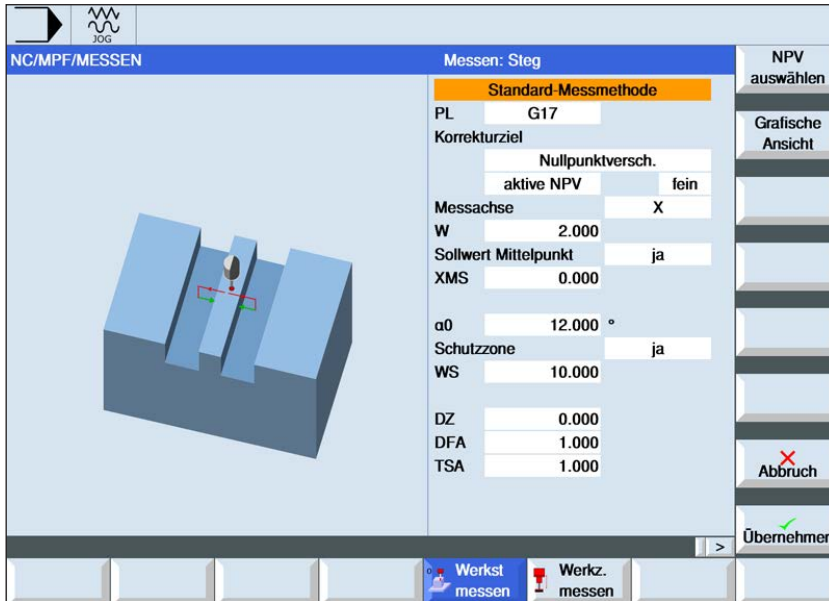 JOG
NC/MPF/MESSEN
Messen: Steg
NPV
auswählen
Standard-Messmethode
PL G17
Grafische
Ansicht
Korrekturziel
Nullpunktversch.
aktive NPV fein
Messachse X
W 2.000
Sollwert Mittelpunkt ja
XMS 0.000
α0 12.000 °
Schutzzone ja
WS 10.000
DZ 0.000
DFA 1.000
TSA 1.000
Abbruch
Übernehmen
>
Werkst
messen
Werkz.
messen